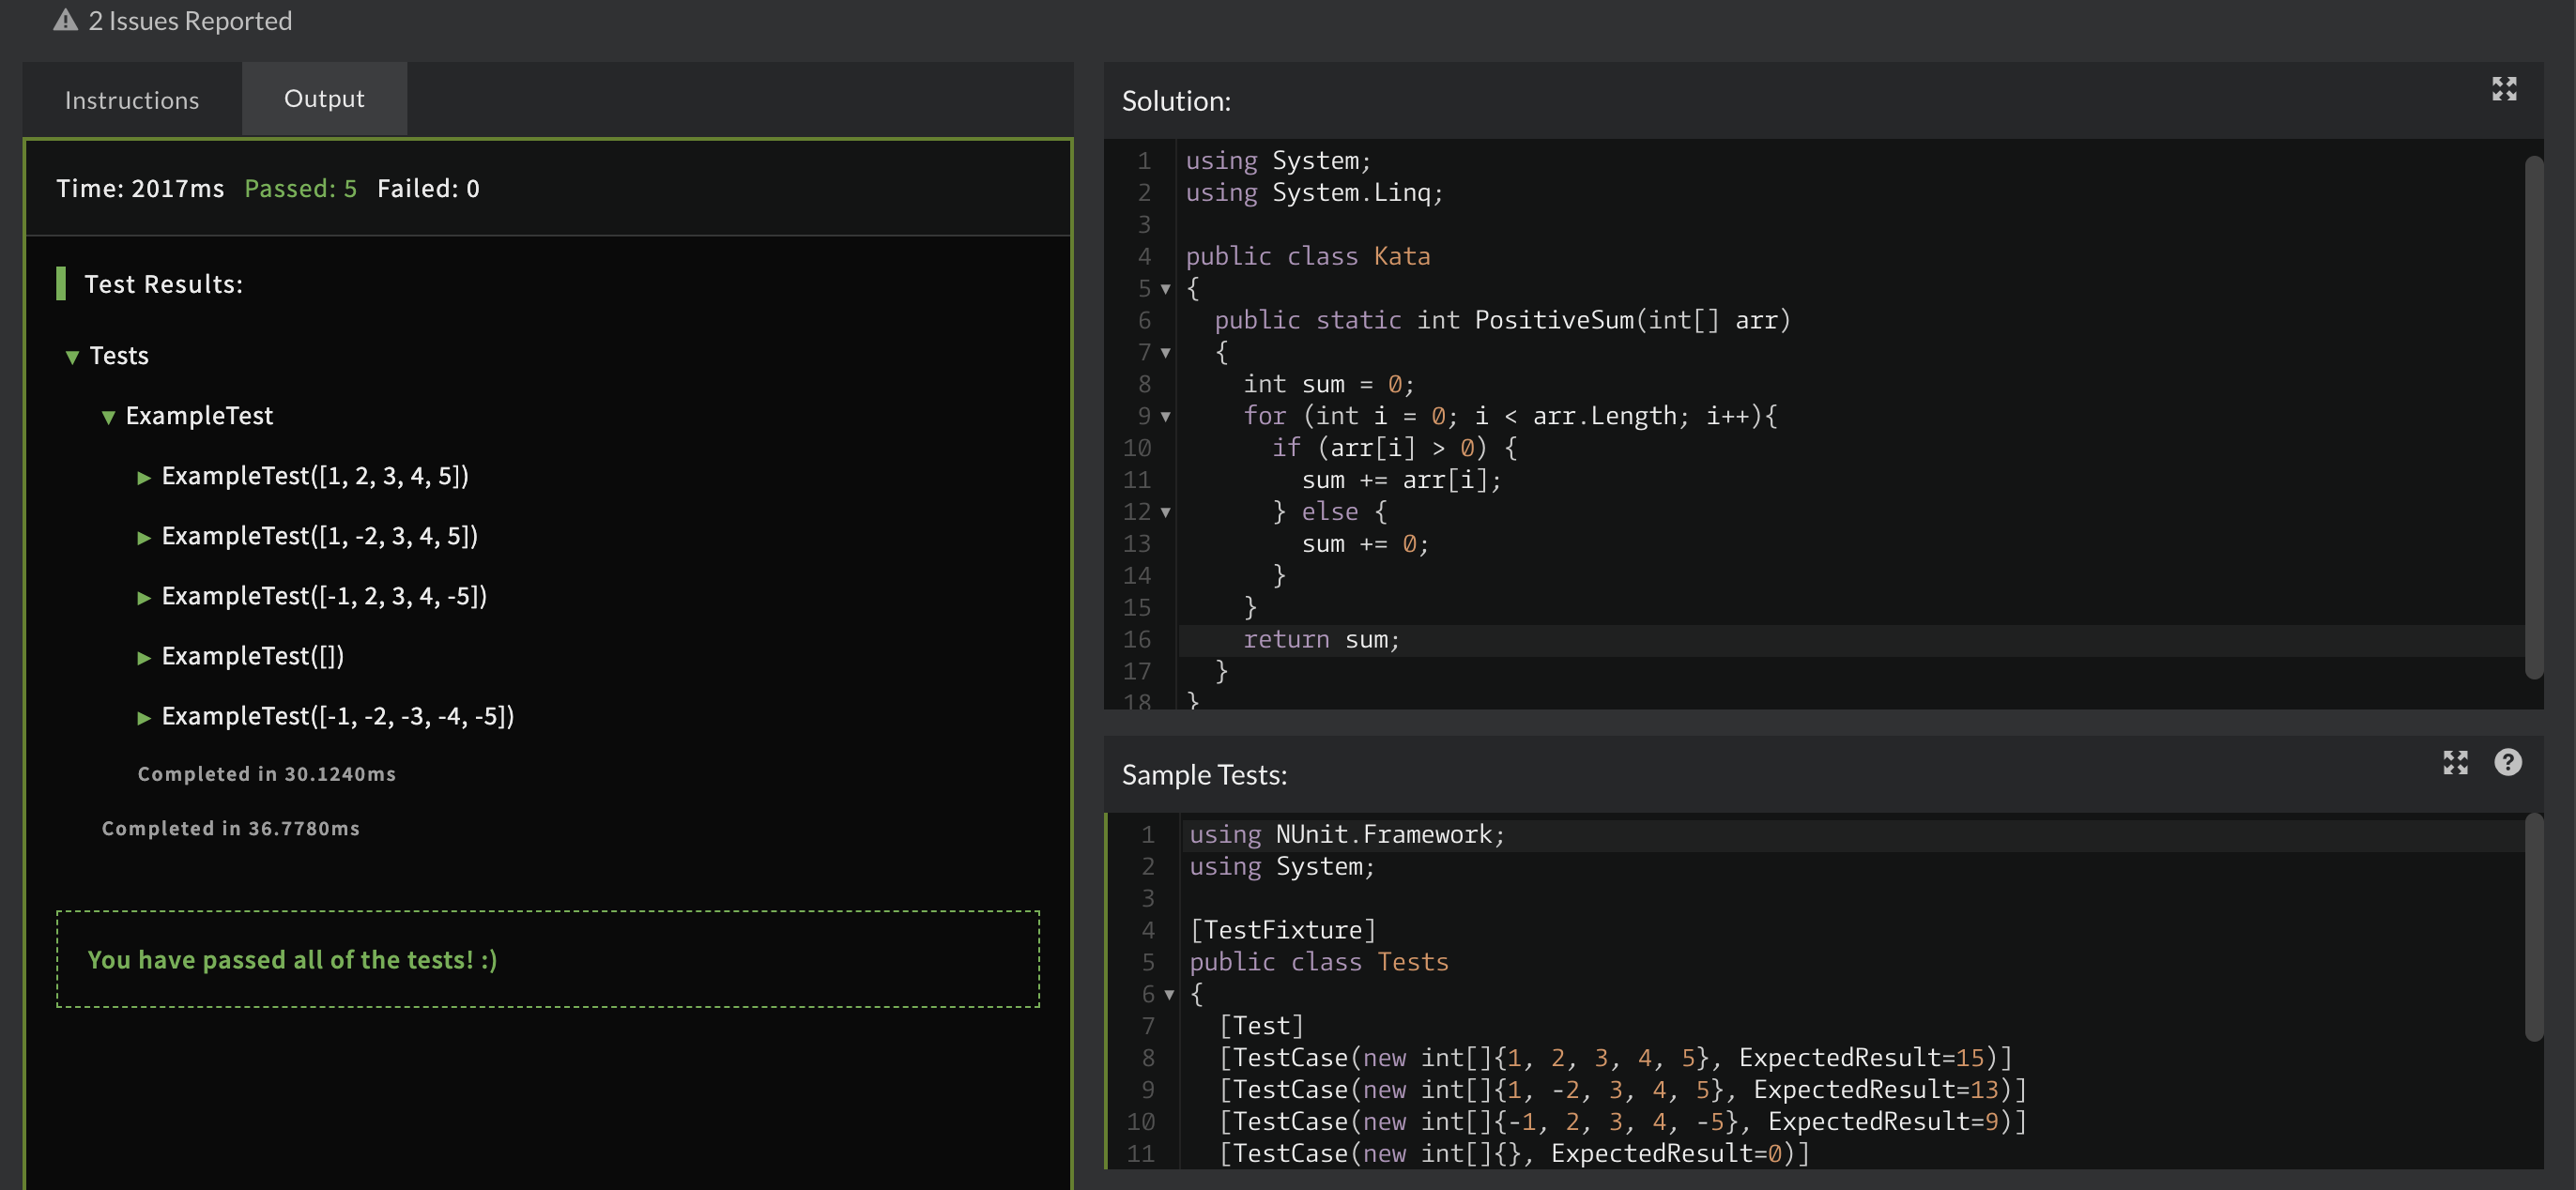 2 Issues Reported
Instructions
Output
Time: 2017ms Passed: 5 Failed: 0
Test Results:
Tests
ExampleTest
ExampleTest([1, 2, 3, 4, 5])
ExampleTest([1, -2, 3, 4, 5])
ExampleTest([-1, 2, 3, 4, -5])
ExampleTest([])
ExampleTest([-1, -2, -3, -4, -5])
Completed in 30.1240ms
Completed in 36.7780ms
You have passed all of the tests! :)
Solution:
1 using System;
2 using System.Linq;
3
4 public class Kata
5 {
6 public static int PositiveSum(int[] arr)
7 {
8 int sum = 0;
9 for (int i = 0; i < arr.Length; i++){
10 if (arr[i] > 0) {
11 sum += arr[i];
12 } else {
13 sum += 0;
14 }
15 }
16 return sum;
17 }
18 }
Sample Tests:
?
1 using NUnit.Framework;
2 using System;
3
4 [TestFixture]
5 public class Tests
6 {
7 [Test]
8 [TestCase(new int[]{1, 2, 3, 4, 5}, ExpectedResult=15)]
9 [TestCase(new int[]{1, -2, 3, 4, 5}, ExpectedResult=13)]
10 [TestCase(new int[]{-1, 2, 3, 4, -5}, ExpectedResult=9)]
11 [TestCase(new int[]{}, ExpectedResult=0)]